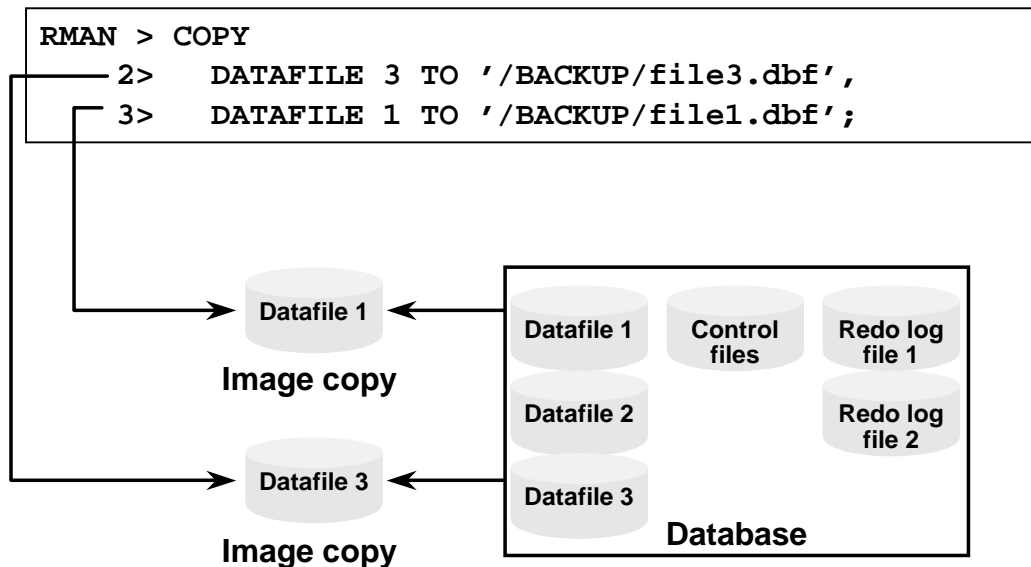 RMAN > COPY
2> DATAFILE 3 TO ’/BACKUP/file3.dbf’,
3> DATAFILE 1 TO ’/BACKUP/file1.dbf’;
Datafile 1
Image copy
Datafile 3
Image copy
Datafile 1
Control
files
Redo log
file 1
Datafile 2
Redo log
file 2
Datafile 3
Database